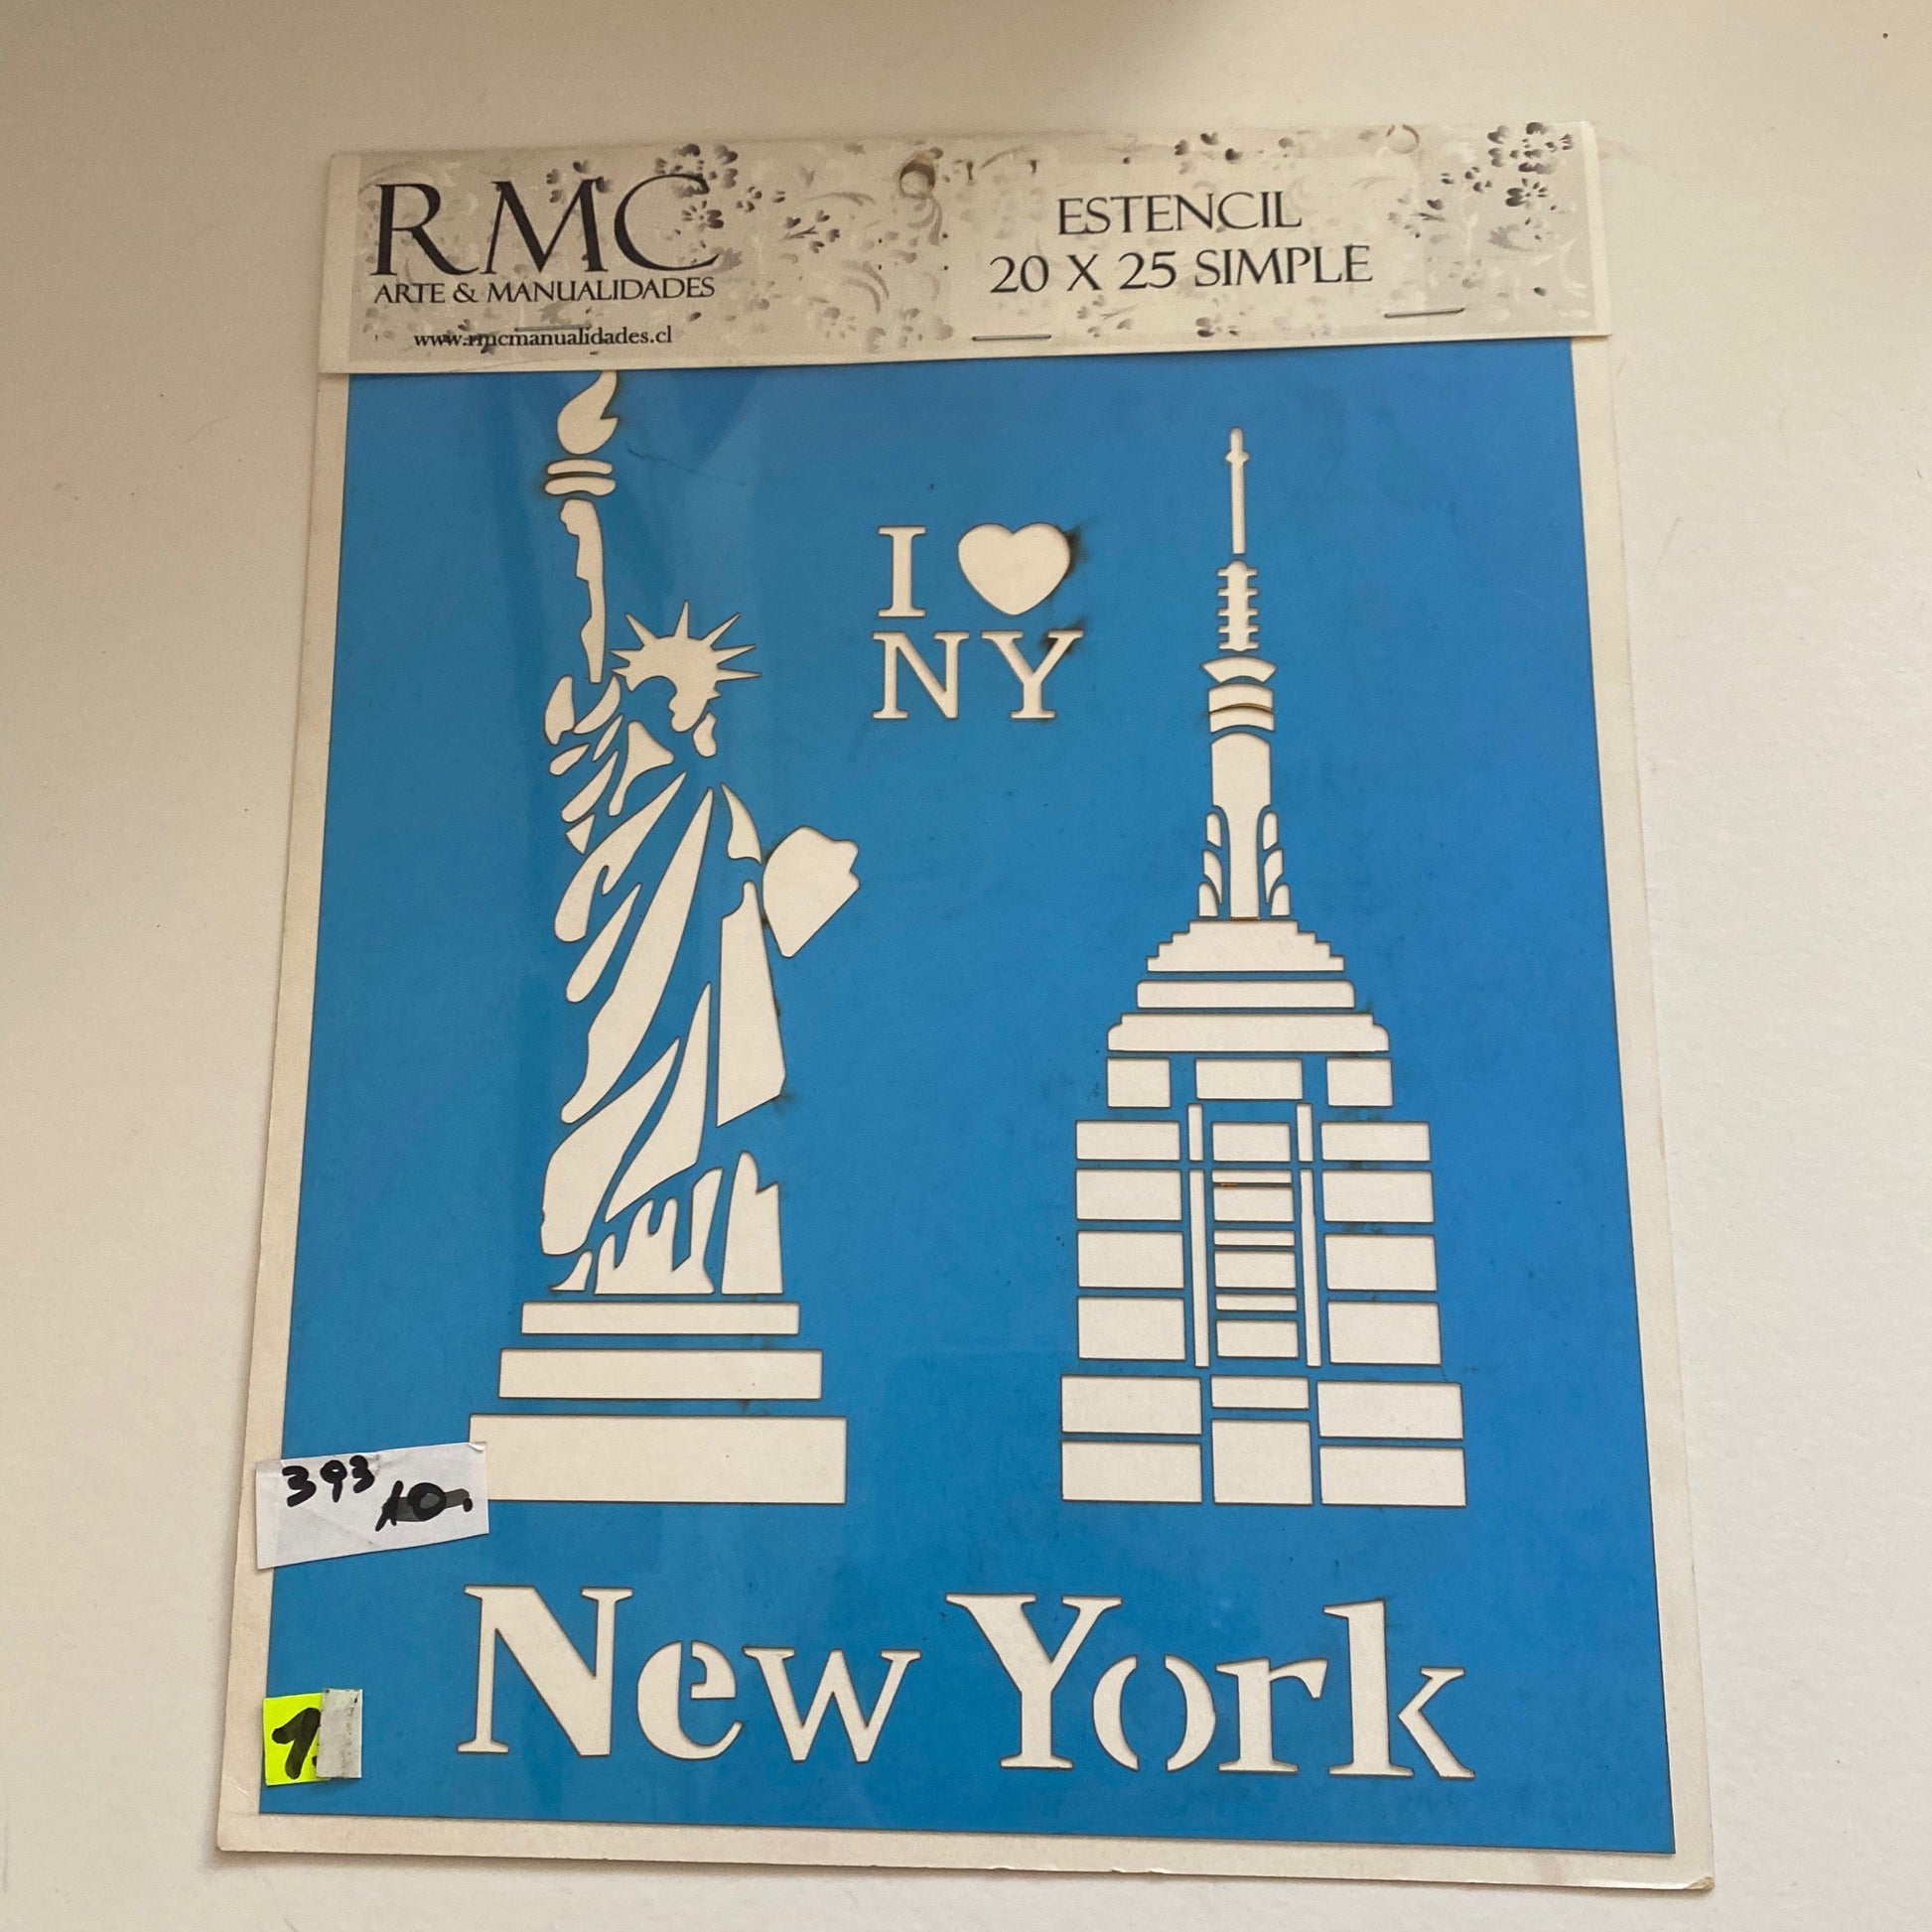 RMC
ARTE & MANUALIDADES
www.rmcmanualidades.cl
ESTENCIL
20 X 25 SIMPLE
I ♥
NY
393
New York